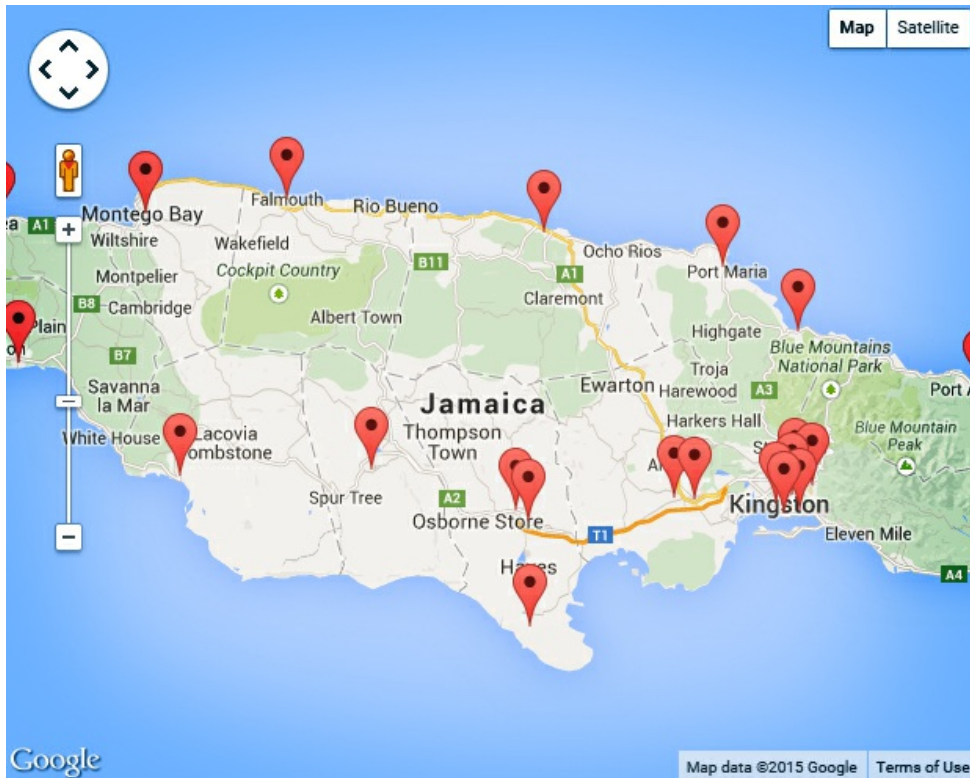 Map Satellite
Falmouth
Rio Bueno
Montego Bay
A1
Wiltshire
Wakefield
Ocho Rios
B11
Cockpit Country
A1
Port Maria
Montpelier
Claremont
B8
Cambridge
Albert Town
Plain
Highgate
Blue Mountains
National Park
B7
Troja
Ewarton
Harewood
A3
Savanna
la Mar
Jamaica
Harkers Hall
White House
Lacovia
Thompson
Town
Blue Mountain
Peak
Spur Tree
A2
Kingston
Osborne Store
T1
Eleven Mile
A4
Google
Map data ©2015 Google Terms of Use